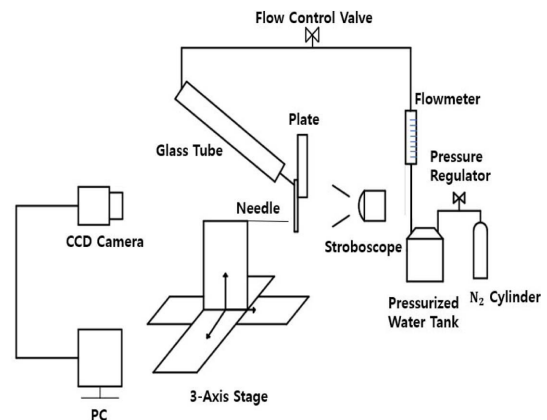 Flow Control Valve
Flowmeter
Plate
Glass Tube
Pressure
Regulator
Needle
CCD Camera
Stroboscope
Pressurized
Water Tank
N₂ Cylinder
3-Axis Stage
PC